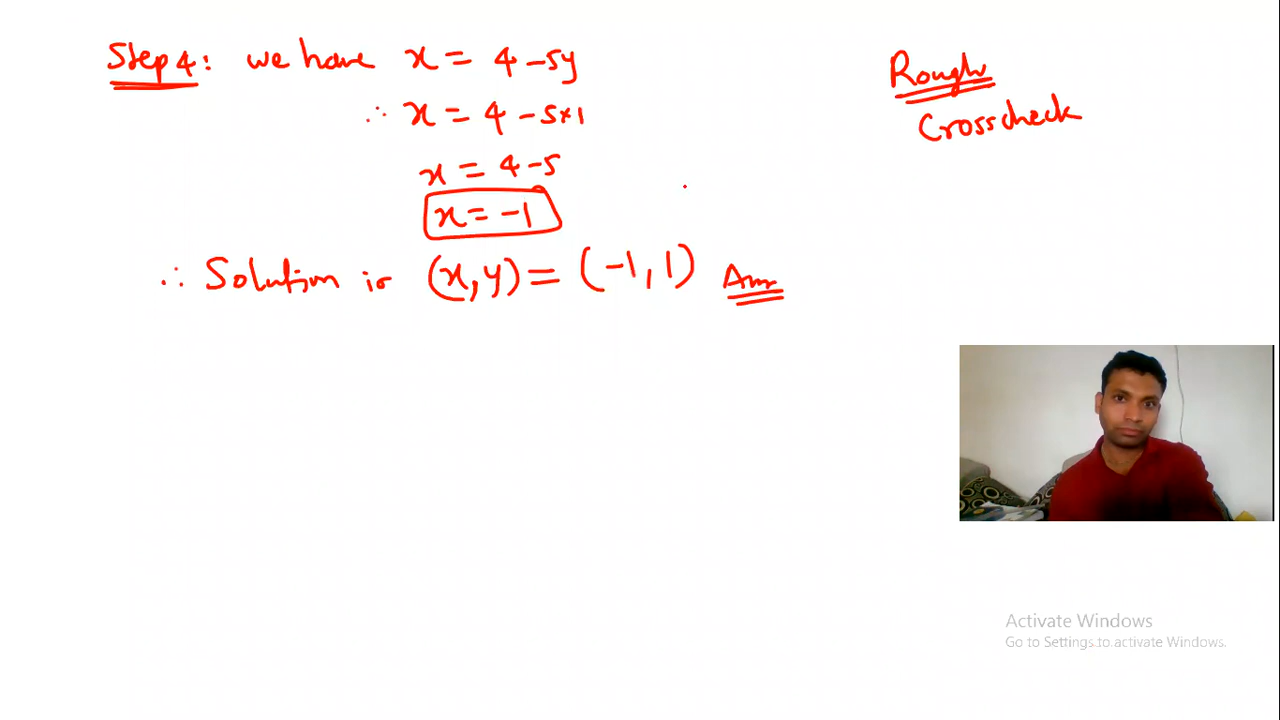 Step 4: we have x = 4 - 5y
∴ x = 4 - 5×1
x = 4 - 5
x = -1
∴ Solution is (x, y) = (-1, 1) Ans
Rough
Crosscheck
Activate Windows
Go to Settings to activate Windows.